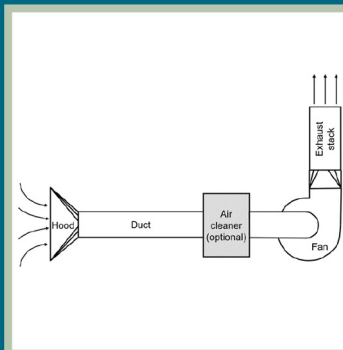 Exhaust
stack
Hood
Duct
Air
cleaner
(optional)
Fan